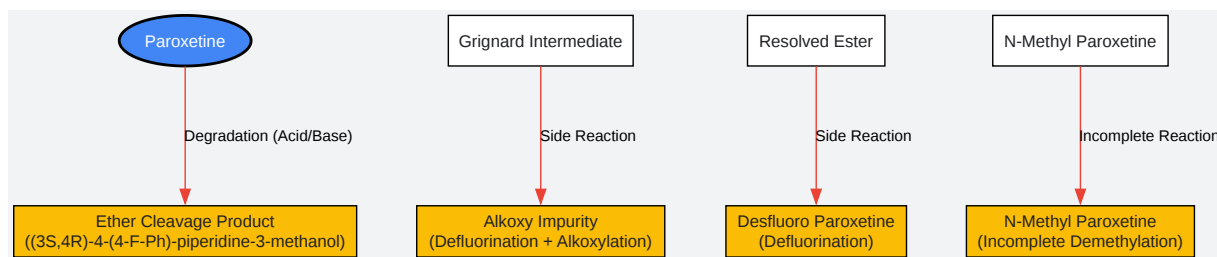 Paroxetine
Grignard Intermediate
Resolved Ester
N-Methyl Paroxetine
Degradation (Acid/Base)
Side Reaction
Side Reaction
Incomplete Reaction
Ether Cleavage Product
((3S,4R)-4-(4-F-Ph)-piperidine-3-methanol)
Alkoxy Impurity
(Defluorination + Alkoxylation)
Desfluoro Paroxetine
(Defluorination)
N-Methyl Paroxetine
(Incomplete Demethylation)